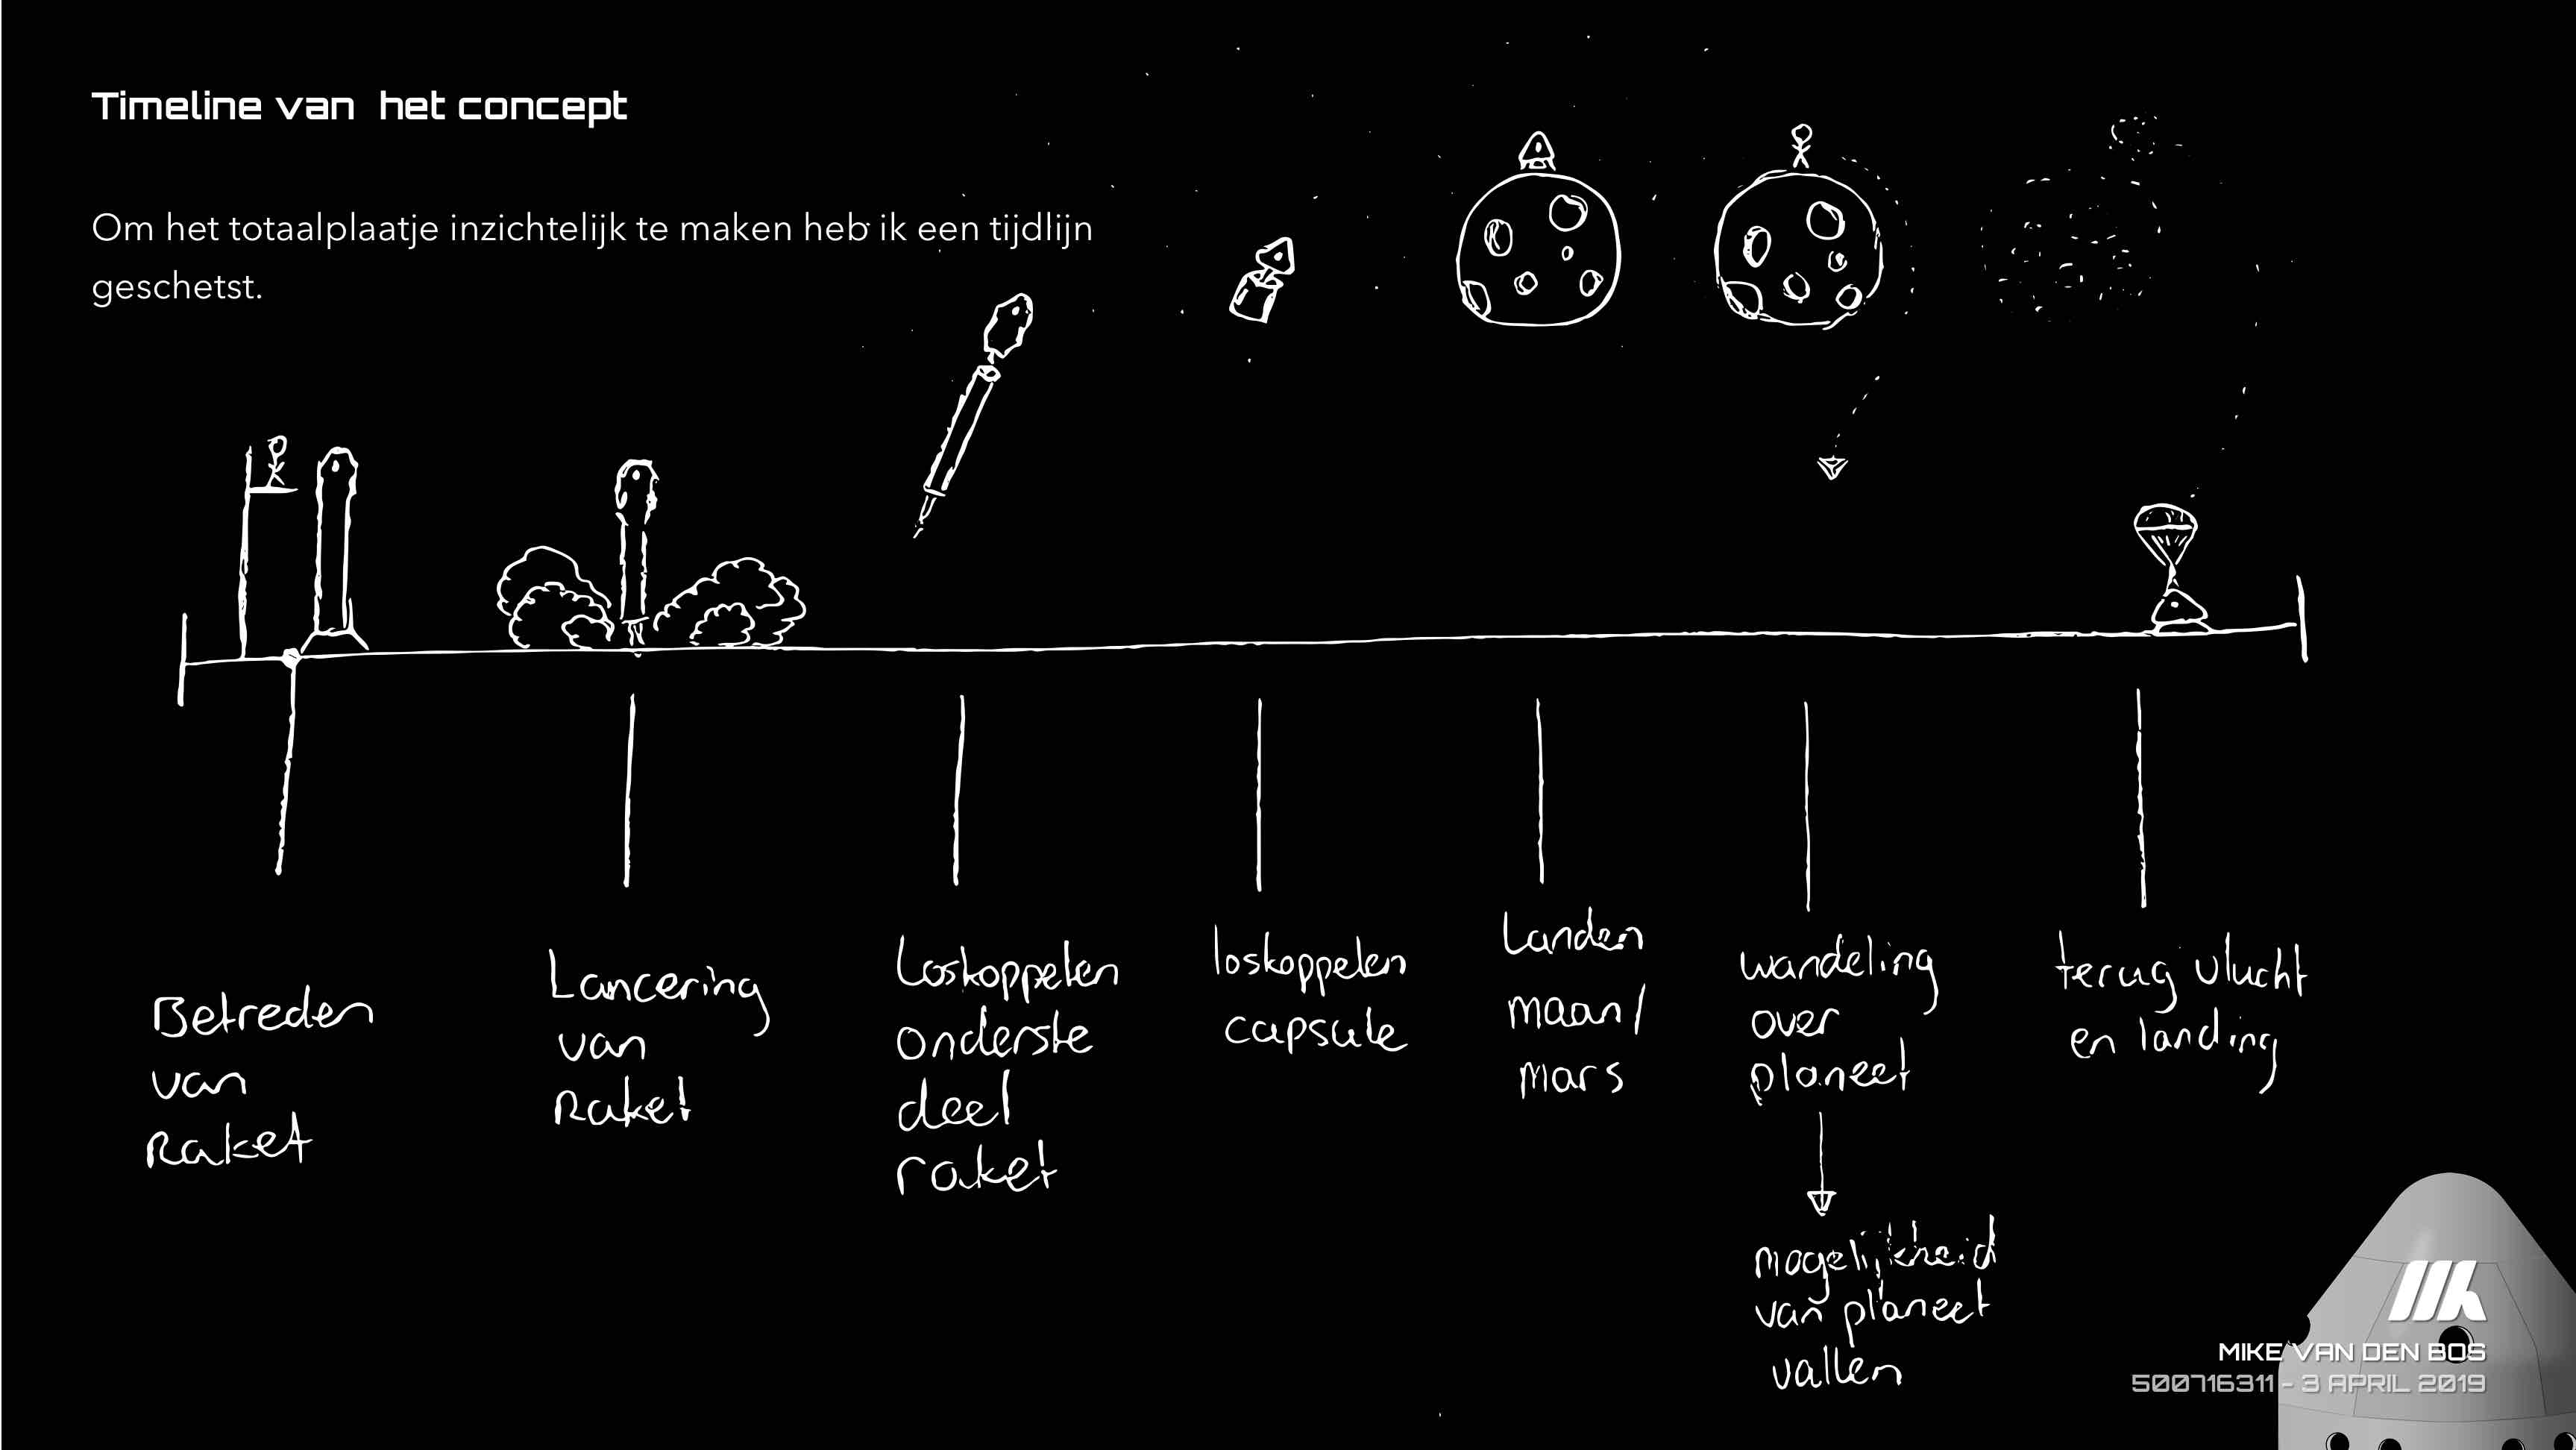 Timeline van het concept
Om het totaalplaatje inzichtelijk te maken heb ik een tijdlijn
geschetst.
Betreden
van
Raket
Lancering
van
Raket
Loskoppelen
onderste
deel
raket
loskoppelen
capsule
Landen
maan/
mars
wandeling
over
planeet
mogelijkheid
van planeet
vallen
terug vlucht
en landing
MIKE VAN DEN BOS
500716311 - 3 APRIL 2019